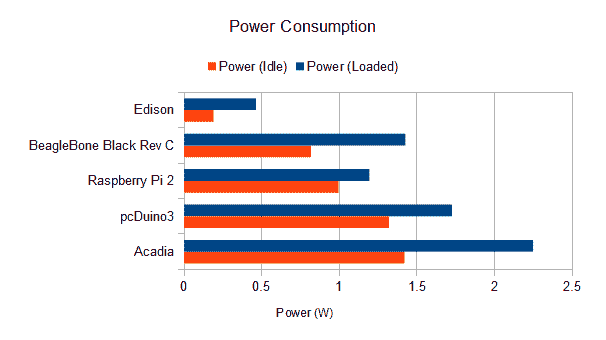 Power Consumption
Power (Idle) Power (Loaded)
Edison
BeagleBone Black Rev C
Raspberry Pi 2
pcDuino3
Acadia
0 0.5 1 1.5 2 2.5
Power (W)